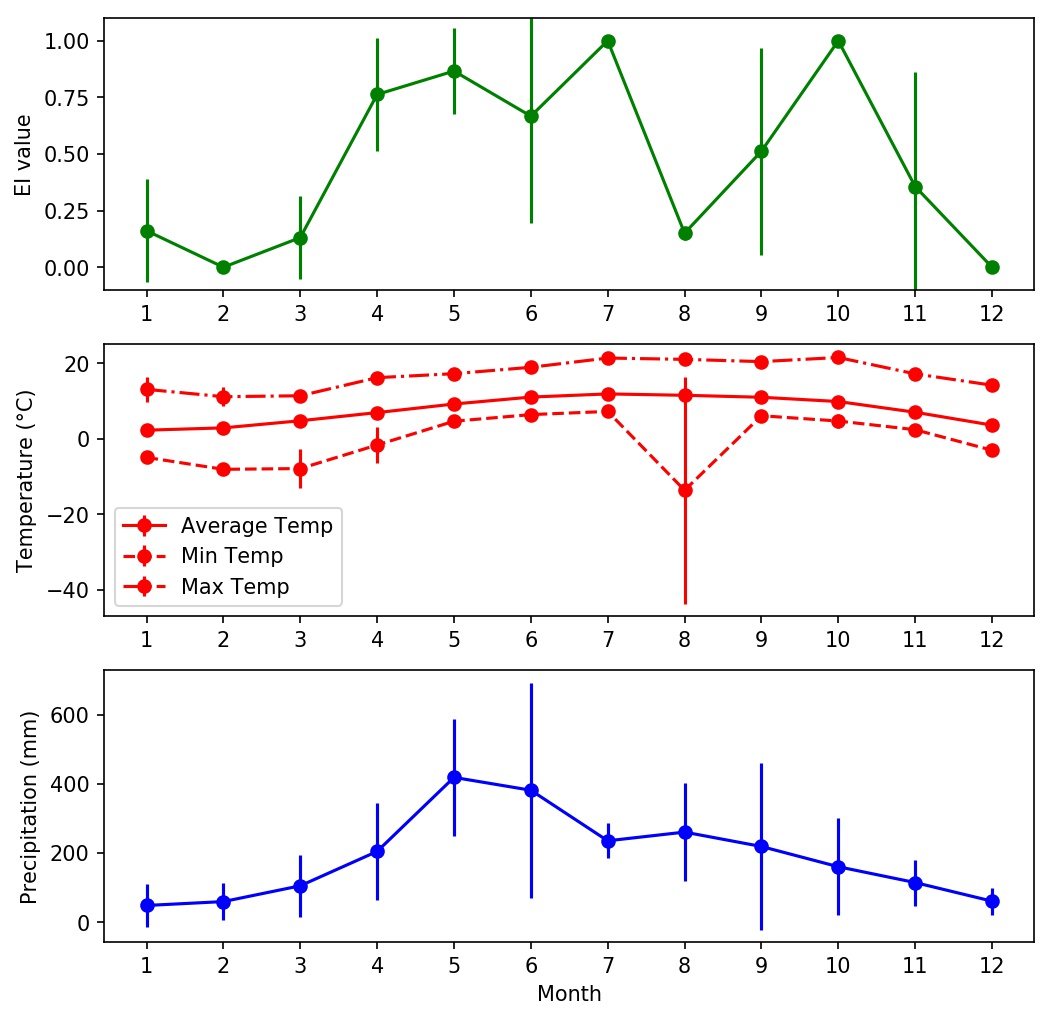 1.00
0.75
0.50
0.25
0.00
EI value
1 2 3 4 5 6 7 8 9 10 11 12
20
0
−20
−40
Temperature (°C)
Average Temp
Min Temp
Max Temp
1 2 3 4 5 6 7 8 9 10 11 12
600
400
200
0
Precipitation (mm)
1 2 3 4 5 6 7 8 9 10 11 12
Month